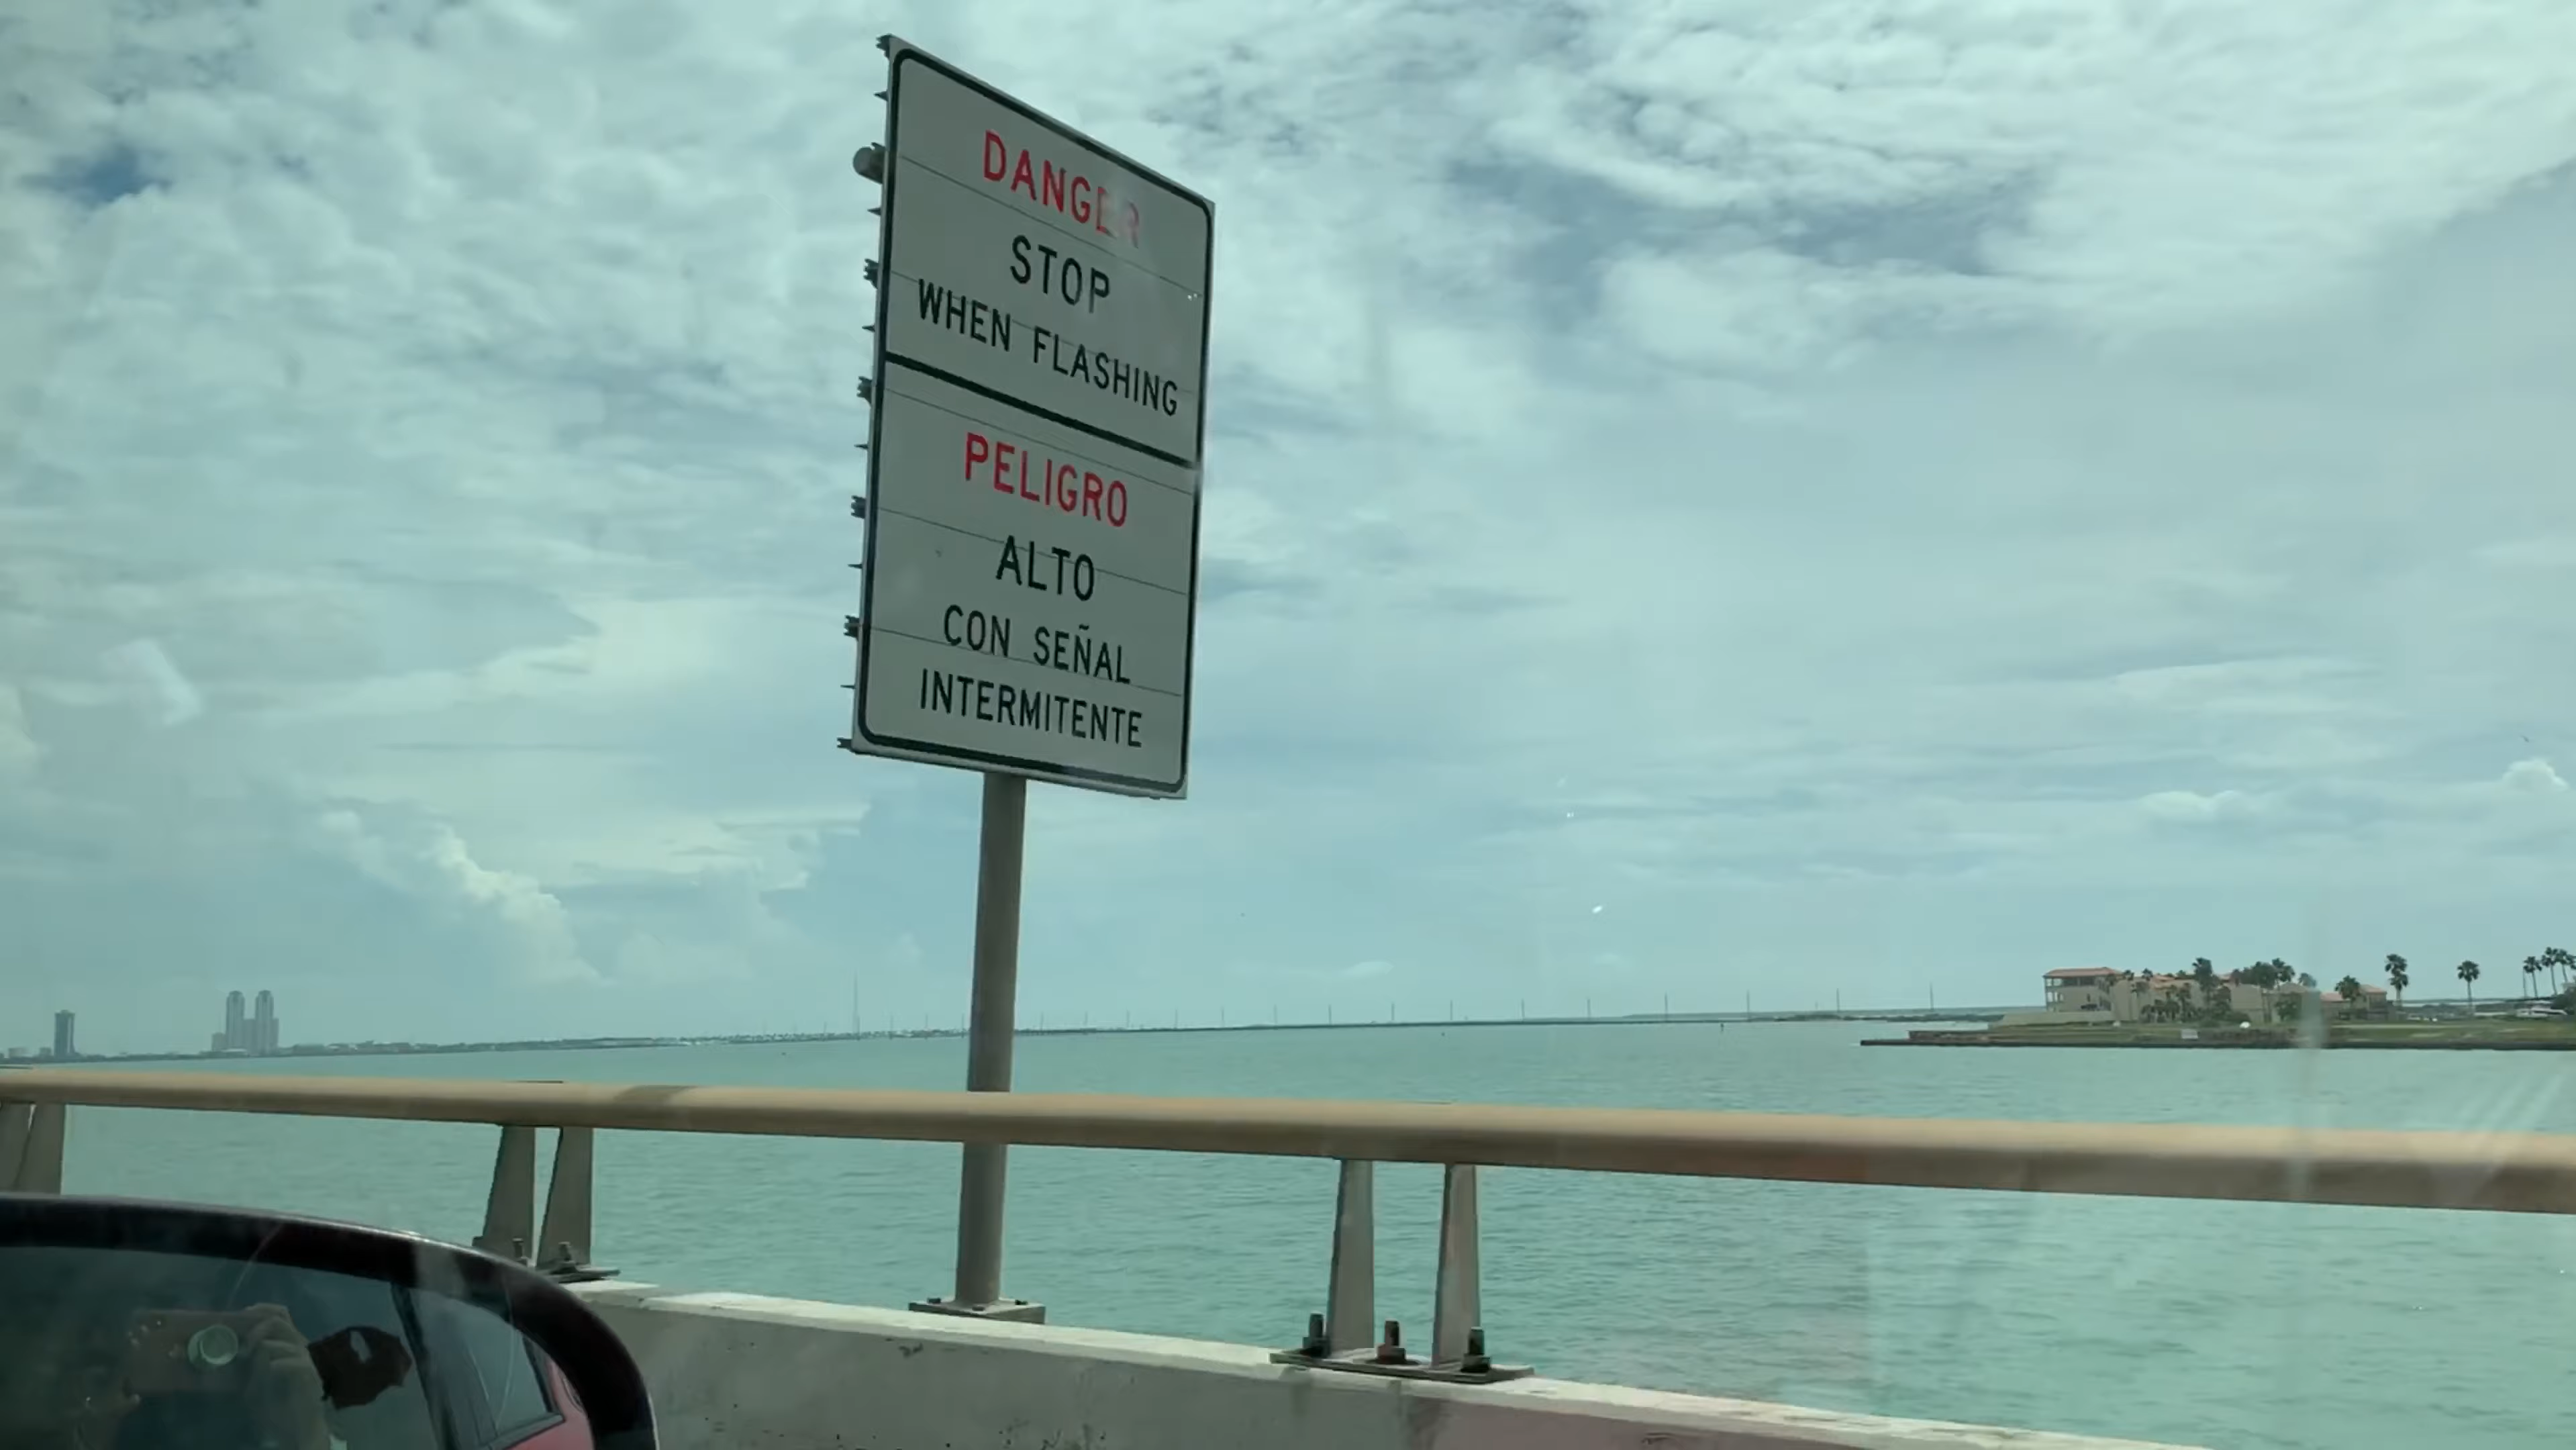 DANGER
STOP
WHEN FLASHING
PELIGRO
ALTO
CON SEÑAL
INTERMITENTE